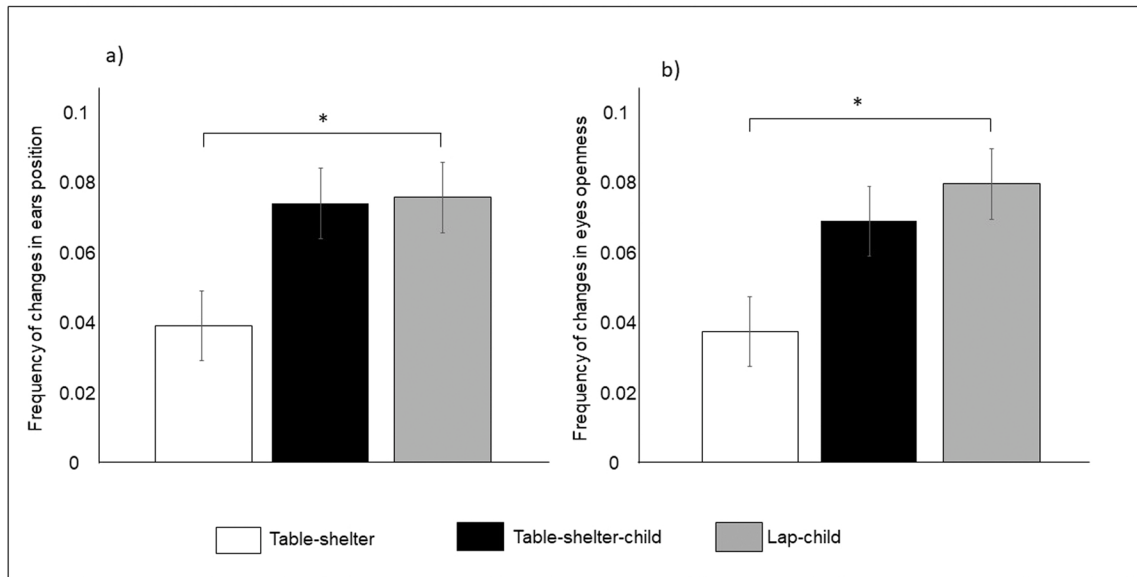 a)
Frequency of changes in ears position
0.1
0.08
0.06
0.04
0.02
0
*
b)
Frequency of changes in eyes openness
0.1
0.08
0.06
0.04
0.02
0
*
Table-shelter
Table-shelter-child
Lap-child